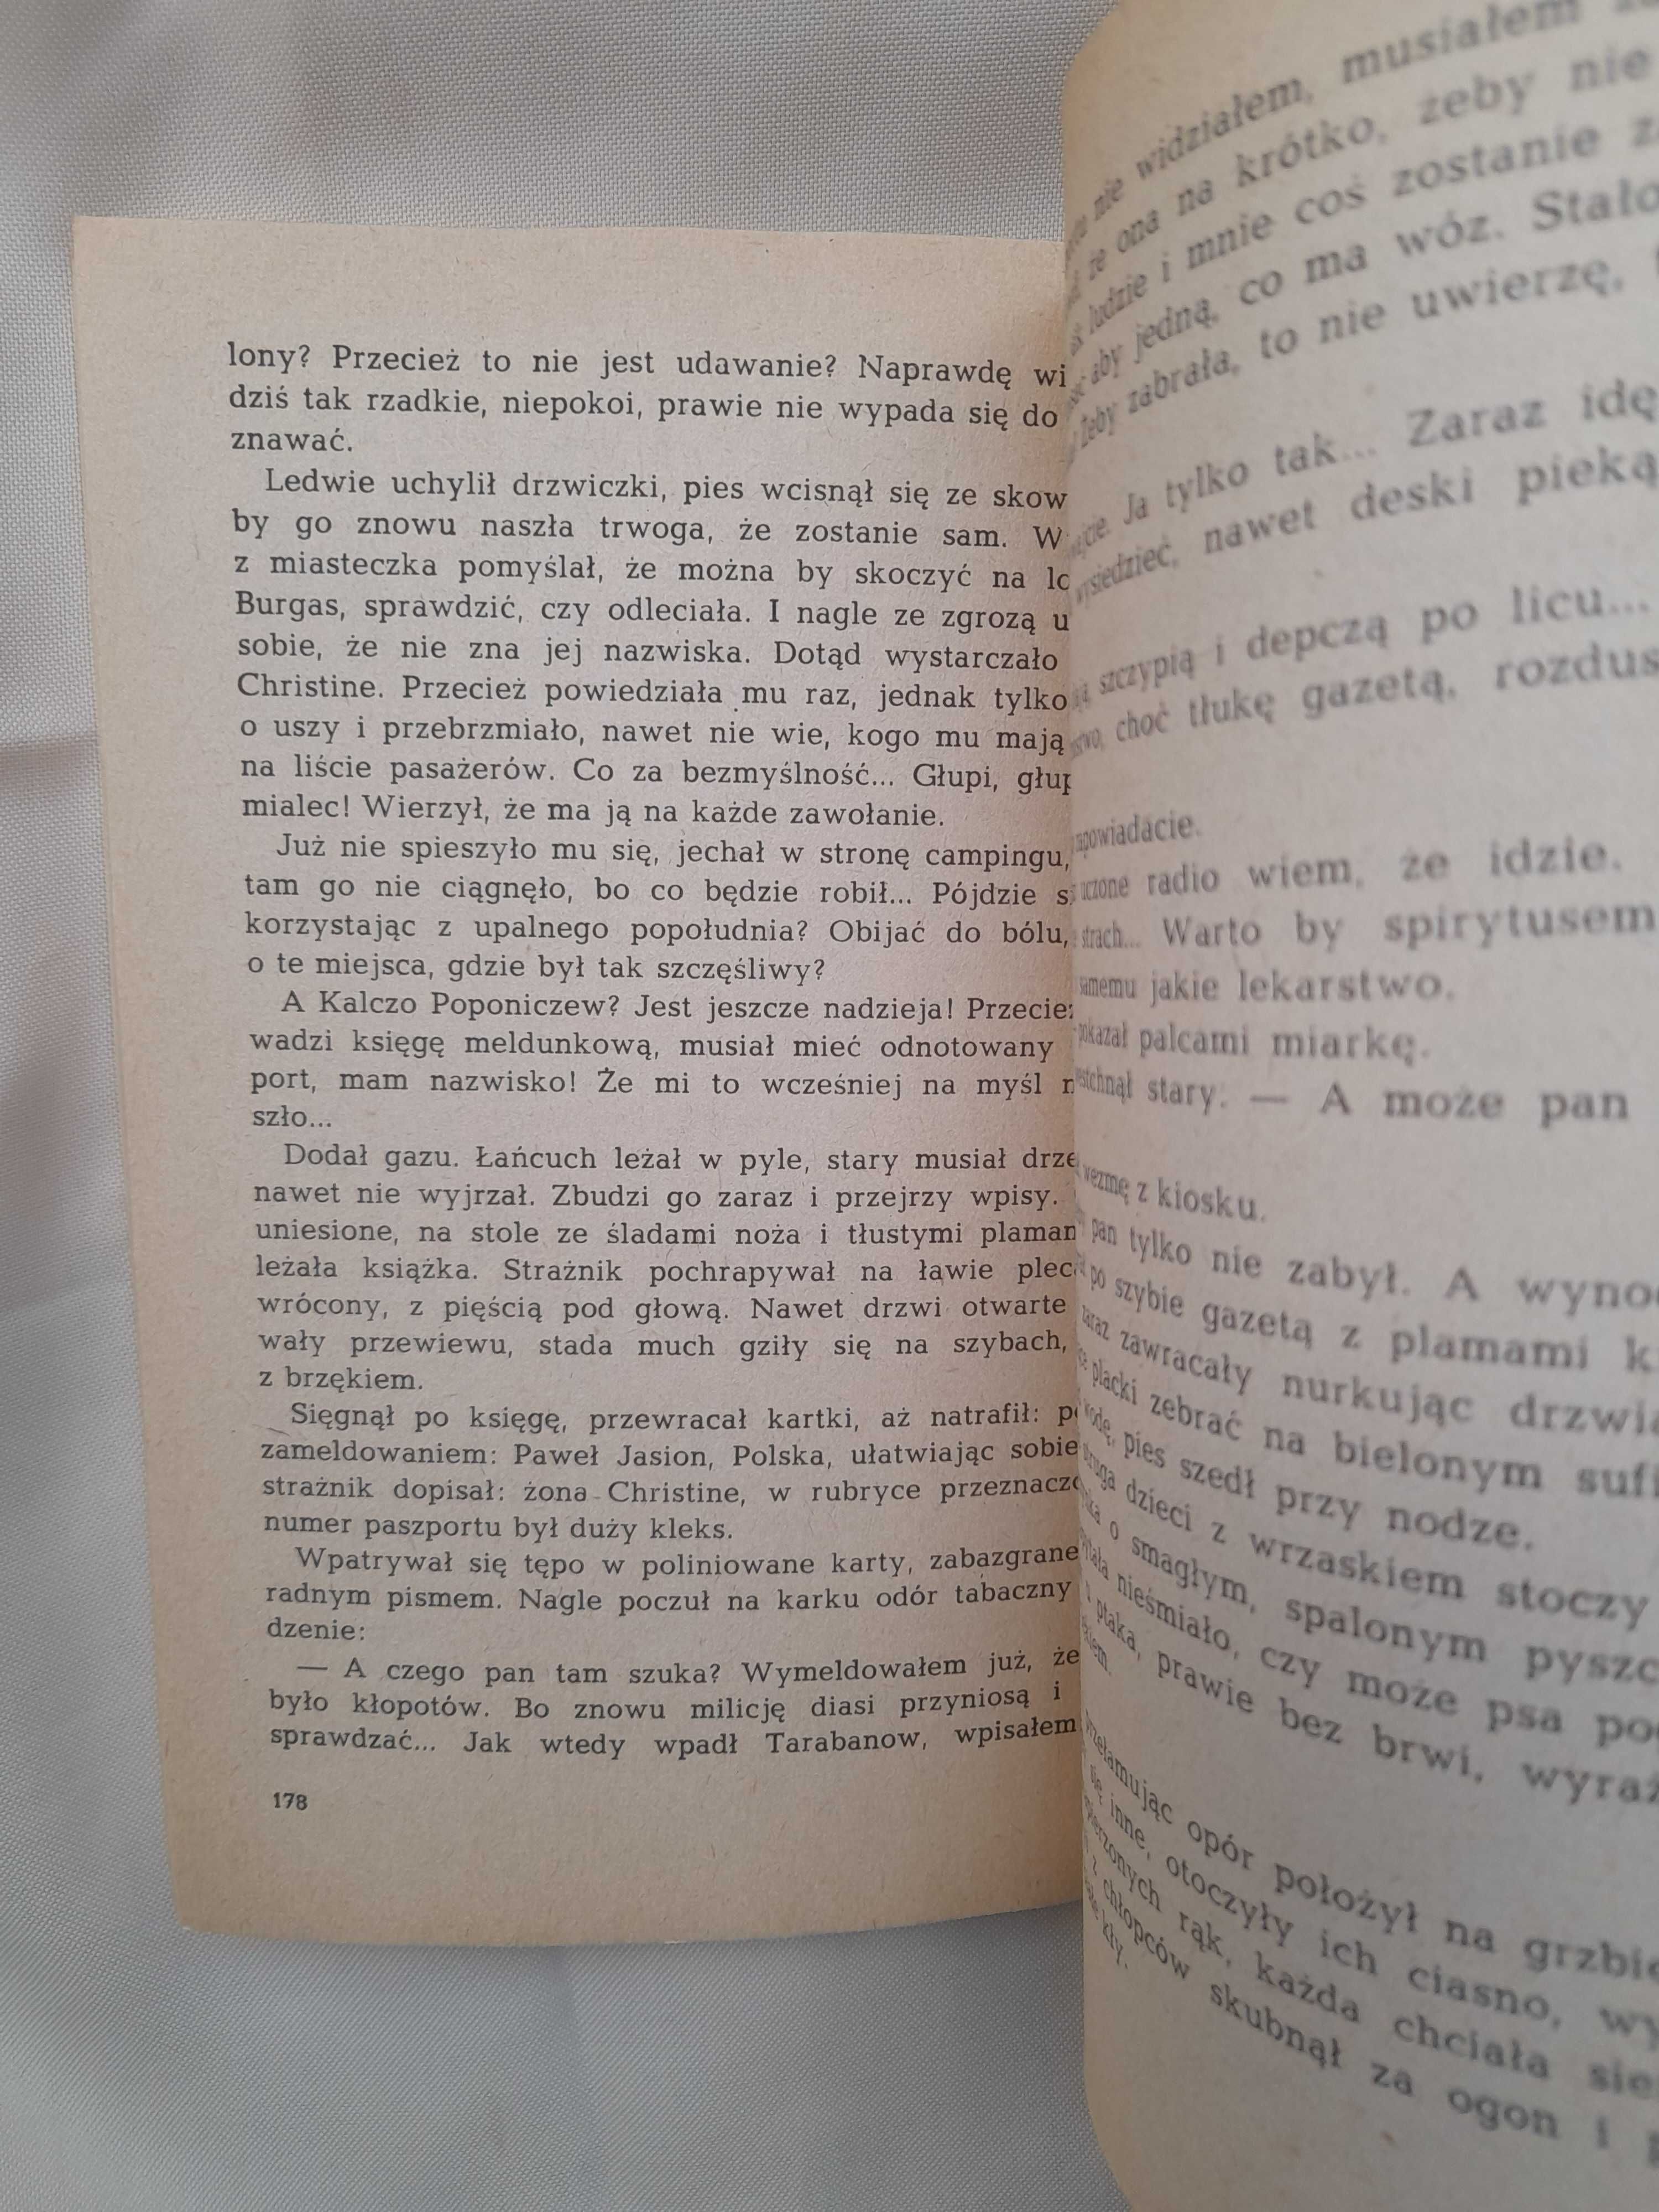 lony? Przecież to nie jest udawanie? Naprawdę wi
dziś tak rzadkie, niepokoi, prawie nie wypada się do
znawać.
Ledwie uchylił drzwiczki, pies wcisnął się ze skow
by go znowu naszła trwoga, że zostanie sam. W
z miasteczka pomyślał, że można by skoczyć na lo
Burgas, sprawdzić, czy odleciała. I nagle ze zgrozą u
sobie, że nie zna jej nazwiska. Dotąd wystarczało
Christine. Przecież powiedziała mu raz, jednak tylko
o uszy i przebrzmiało, nawet nie wie, kogo mu mają
na liście pasażerów. Co za bezmyślność... Głupi, głup
mialec! Wierzył, że ma ją na każde zawołanie.
Już nie spieszyło mu się, jechał w stronę campingu,
tam go nie ciągnęło, bo co będzie robił... Pójdzie s
korzystając z upalnego popołudnia? Obijać do bólu,
o te miejsca, gdzie był tak szczęśliwy?
A Kalczo Poponiczew? Jest jeszcze nadzieja! Przecież
wadzi księgę meldunkową, musiał mieć odnotowany
port, mam nazwisko! Że mi to wcześniej na myśl n
szło...
Dodał gazu. Łańcuch leżał w pyle, stary musiał drze
nawet nie wyjrzał. Zbudzi go zaraz i przejrzy wpisy.
uniesione, na stole ze śladami noża i tłustymi plamam
leżała książka. Strażnik pochrapywał na ławie pleca
wrócony, z pięścią pod głową. Nawet drzwi otwarte
wały przewiewu, stada much gziły się na szybach,
z brzękiem.
Sięgnął po księgę, przewracał kartki, aż natrafił: po
zameldowaniem: Paweł Jasion, Polska, ułatwiając sobie
strażnik dopisał: żona Christine, w rubryce przeznaczo
numer paszportu był duży kleks.
Wpatrywał się tępo w poliniowane karty, zabazgrane
radnym pismem. Nagle poczuł na karku odór tabaczny
dzenie:
— A czego pan tam szuka? Wymeldowałem już, że
było kłopotów. Bo znowu milicję diasi przyniosą i
sprawdzać... Jak wtedy wpadł Tarabanow, wpisałem
178
nie widziałem, musiałem
że ona na krótko, żeby nie
ludzie i mnie coś zostanie
aby jedną, co ma wóz. Stało
żeby zabrała, to nie uwierzę,
Ja tylko tak... Zaraz idę
wysiedzieć, nawet deski pieką
szczypią i depczą po licu...
choć tłukę gazetą, rozdus
powiadacie.
radio wiem, że idzie.
strach... Warto by spirytusem
samemu jakie lekarstwo.
pokazał palcami miarkę.
westchnął stary. — A może pan
wezmę z kiosku.
pan tylko nie zabył. A wyno
po szybie gazetą z plamami k
zaraz zawracały nurkując drzwia
placki zebrać na bielonym sufi
wodę, pies szedł przy nodze.
dzieci z wrzaskiem stoczy
o smagłym, spalonym pyszc
nieśmiało, czy może psa po
ptaka, prawie bez brwi, wyraź
przełamując opór położył na grzbie
inne, otoczyły ich ciasno, wy
rąk, każda chciała się
z chłopców skubnął za ogon i
kły.